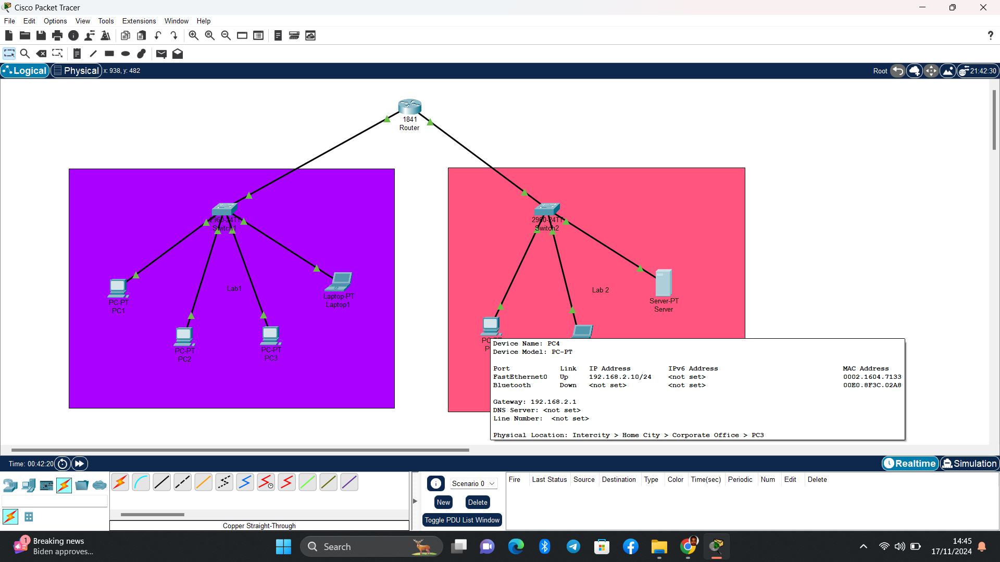 Cisco Packet Tracer
File Edit Options View Tools Extensions Window Help
?
Logical Physical x: 938, y: 482 Root 21:42:30
1841
Router
2960-24TT
Switch1
2960-24TT
Switch2
Lab1
Lab 2
PC-PT
PC1
Laptop-PT
Laptop1
Server-PT
Server
PC-PT
PC2
PC-PT
PC3
PC
P
Device Name: PC4
Device Model: PC-PT
Port Link IP Address IPv6 Address MAC Address
FastEthernet0 Up 192.168.2.10/24 <not set> 0002.1604.7133
Bluetooth Down <not set> <not set> 00E0.8F3C.02A8
Gateway: 192.168.2.1
DNS Server: <not set>
Line Number: <not set>
Physical Location: Intercity > Home City > Corporate Office > PC3
Time: 00:42:20 Realtime Simulation
Scenario 0
New Delete
Toggle PDU List Window
Fire Last Status Source Destination Type Color Time(sec) Periodic Num Edit Delete
Copper Straight-Through
1
Breaking news
Biden approves...
Search
14:45
17/11/2024